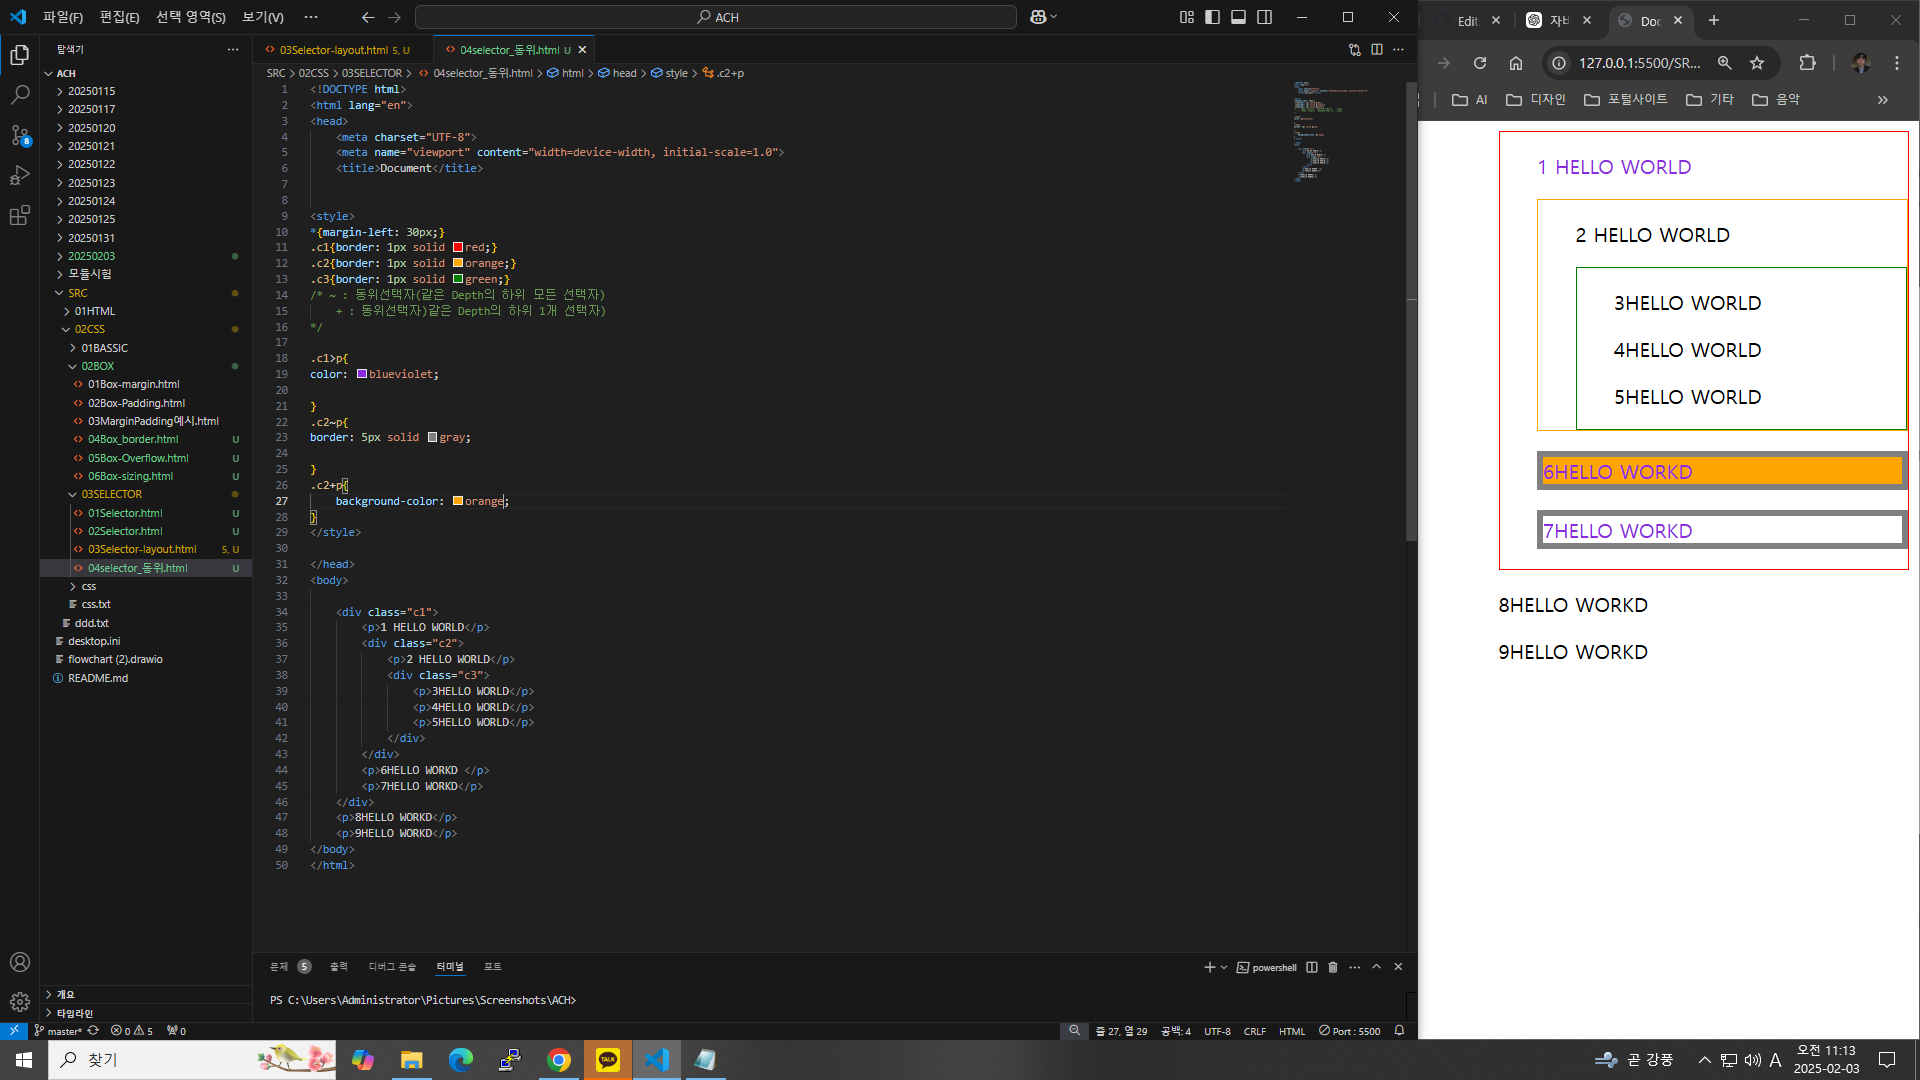 파일(F) 편집(E) 선택 영역(S) 보기(V) ··· ACH
탐색기 ···
ACH
20250115
20250117
20250120
20250121
20250122
20250123
20250124
20250125
20250131
20250203
모듈시험
SRC
01HTML
02CSS
01BASSIC
02BOX
01Box-margin.html
02Box-Padding.html
03MarginPadding예시.html
04Box_border.html U
05Box-Overflow.html U
06Box-sizing.html U
03SELECTOR
01Selector.html U
02Selector.html U
03Selector-layout.html 5, U
04selector_동위.html U
css
css.txt
ddd.txt
desktop.ini
flowchart (2).drawio
README.md
개요
타임라인
8
03Selector-layout.html 5, U
04selector_동위.html U
SRC > 02CSS > 03SELECTOR > 04selector_동위.html > html > head > style > .c2+p
1 <!DOCTYPE html>
2 <html lang="en">
3 <head>
4 <meta charset="UTF-8">
5 <meta name="viewport" content="width=device-width, initial-scale=1.0">
6 <title>Document</title>
7
8
9 <style>
10 *{margin-left: 30px;}
11 .c1{border: 1px solid red;}
12 .c2{border: 1px solid orange;}
13 .c3{border: 1px solid green;}
14 /* ~ : 동위선택자(같은 Depth의 하위 모든 선택자)
15 + : 동위선택자)같은 Depth의 하위 1개 선택자)
16 */
17
18 .c1>p{
19 color: blueviolet;
20
21 }
22 .c2~p{
23 border: 5px solid gray;
24
25 }
26 .c2+p{
27 background-color: orange;
28 }
29 </style>
30
31 </head>
32 <body>
33
34 <div class="c1">
35 <p>1 HELLO WORLD</p>
36 <div class="c2">
37 <p>2 HELLO WORLD</p>
38 <div class="c3">
39 <p>3HELLO WORLD</p>
40 <p>4HELLO WORLD</p>
41 <p>5HELLO WORLD</p>
42 </div>
43 </div>
44 <p>6HELLO WORKD </p>
45 <p>7HELLO WORKD</p>
46 </div>
47 <p>8HELLO WORKD</p>
48 <p>9HELLO WORKD</p>
49 </body>
50 </html>
문제 5 출력 디버그 콘솔 터미널 포트
powershell
PS C:\Users\Administrator\Pictures\Screenshots\ACH>
master* 0 5 0
줄 27, 열 29 공백: 4 UTF-8 CRLF HTML Port : 5500
Edit
자바
Doc
127.0.0.1:5500/SR...
AI 디자인 포털사이트 기타 음악
1 HELLO WORLD
2 HELLO WORLD
3HELLO WORLD
4HELLO WORLD
5HELLO WORLD
6HELLO WORKD
7HELLO WORKD
8HELLO WORKD
9HELLO WORKD
찾기
TALK
곧 강풍
A
오전 11:13
2025-02-03